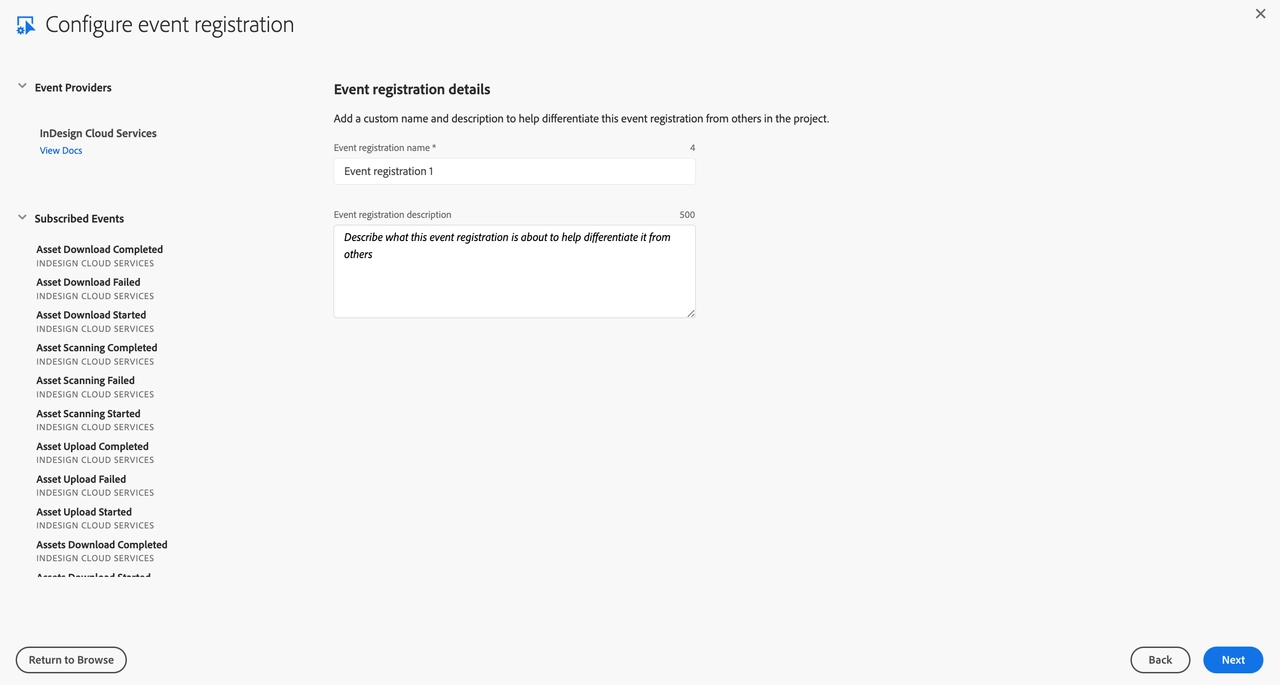 Configure event registration
Event Providers
InDesign Cloud Services
View Docs
Subscribed Events
Asset Download Completed
INDESIGN CLOUD SERVICES
Asset Download Failed
INDESIGN CLOUD SERVICES
Asset Download Started
INDESIGN CLOUD SERVICES
Asset Scanning Completed
INDESIGN CLOUD SERVICES
Asset Scanning Failed
INDESIGN CLOUD SERVICES
Asset Scanning Started
INDESIGN CLOUD SERVICES
Asset Upload Completed
INDESIGN CLOUD SERVICES
Asset Upload Failed
INDESIGN CLOUD SERVICES
Asset Upload Started
INDESIGN CLOUD SERVICES
Assets Download Completed
INDESIGN CLOUD SERVICES
Assets Download Started
Event registration details
Add a custom name and description to help differentiate this event registration from others in the project.
Event registration name * 4
Event registration 1
Event registration description 500
Describe what this event registration is about to help differentiate it from
others
Return to Browse
Back
Next